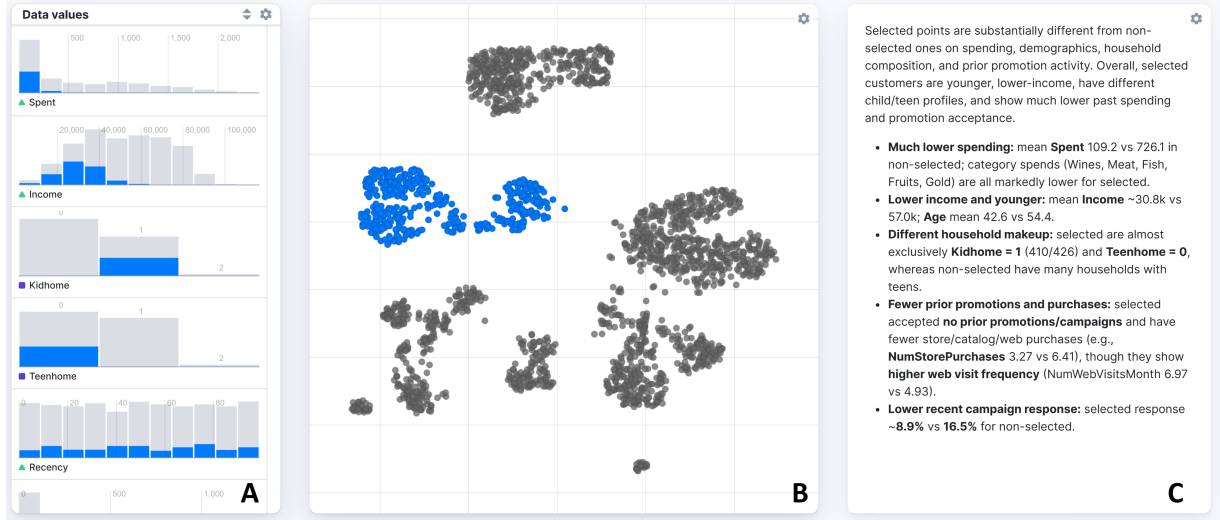 Data values
500 1,000 1,500 2,000
Spent
20,000 40,000 60,000 80,000 100,000
Income
0
1
2
Kidhome
0
1
2
Teenhome
0 20 40 60 80
Recency
0 500 1,000
A
B
Selected points are substantially different from non-
selected ones on spending, demographics, household
composition, and prior promotion activity. Overall, selected
customers are younger, lower-income, have different
child/teen profiles, and show much lower past spending
and promotion acceptance.
• Much lower spending: mean Spent 109.2 vs 726.1 in
non-selected; category spends (Wines, Meat, Fish,
Fruits, Gold) are all markedly lower for selected.
• Lower income and younger: mean Income ~30.8k vs
57.0k; Age mean 42.6 vs 54.4.
• Different household makeup: selected are almost
exclusively Kidhome = 1 (410/426) and Teenhome = 0,
whereas non-selected have many households with
teens.
• Fewer prior promotions and purchases: selected
accepted no prior promotions/campaigns and have
fewer store/catalog/web purchases (e.g.,
NumStorePurchases 3.27 vs 6.41), though they show
higher web visit frequency (NumWebVisitsMonth 6.97
vs 4.93).
• Lower recent campaign response: selected response
~8.9% vs 16.5% for non-selected.
C